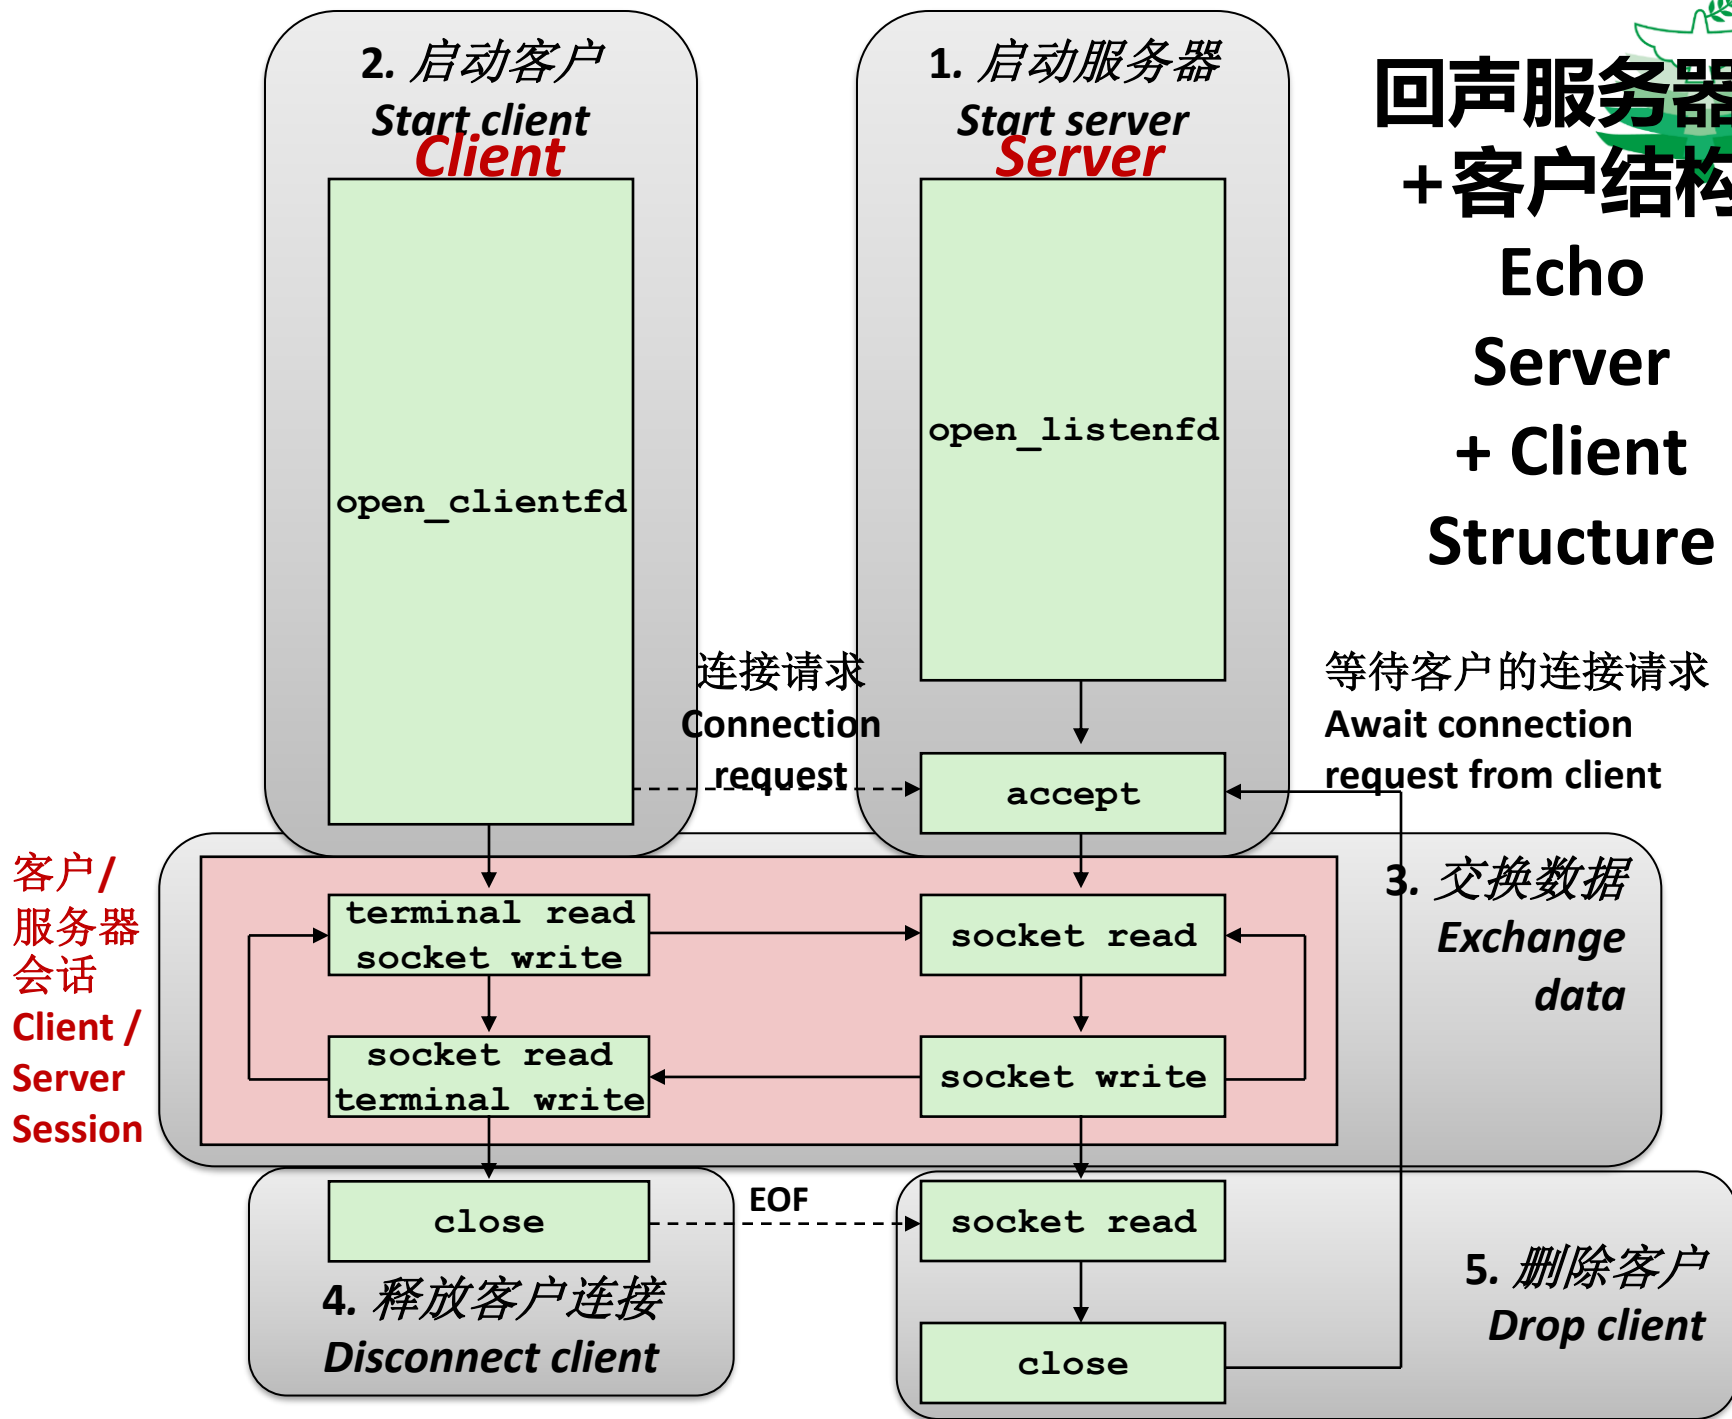 2. 启动客户
Start client
Client
open_clientfd
1. 启动服务器
Start server
Server
open_listenfd
回声服务器
+客户结构
Echo
Server
+ Client
Structure
连接请求
Connection
request
accept
等待客户的连接请求
Await connection
request from client
客户/
服务器
会话
Client /
Server
Session
terminal read
socket write
socket read
socket read
terminal write
socket write
3. 交换数据
Exchange
data
close
EOF
socket read
4. 释放客户连接
Disconnect client
close
5. 删除客户
Drop client